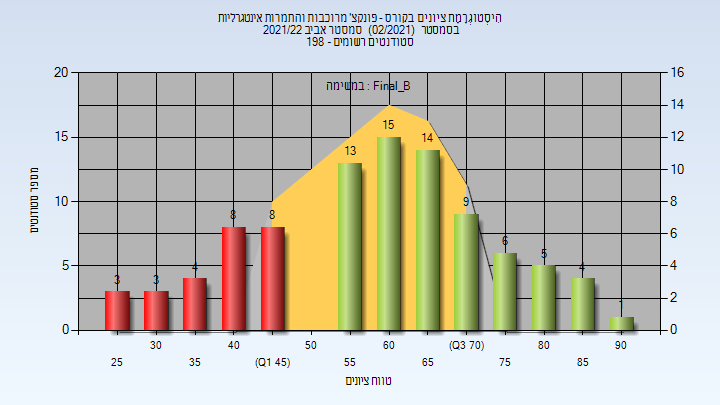 הִיסְטוֹגְרָמַת ציונים בקורס - פונקצ' מרוכבות והתמרות אינטגרליות
בסמסטר (02/2021) סמסטר אביב 2021/22
סטודנטים רשומים - 198
במשימה : Final_B
20 15 10 5 0
מספר סטודנטים
16 14 12 10 8 6 4 2 0
3 3 4 8 8 13 15 14 9 6 5 4 1
30 40 50 60 (Q3 70) 80 90
25 35 (Q1 45) 55 65 75 85
טווח ציונים